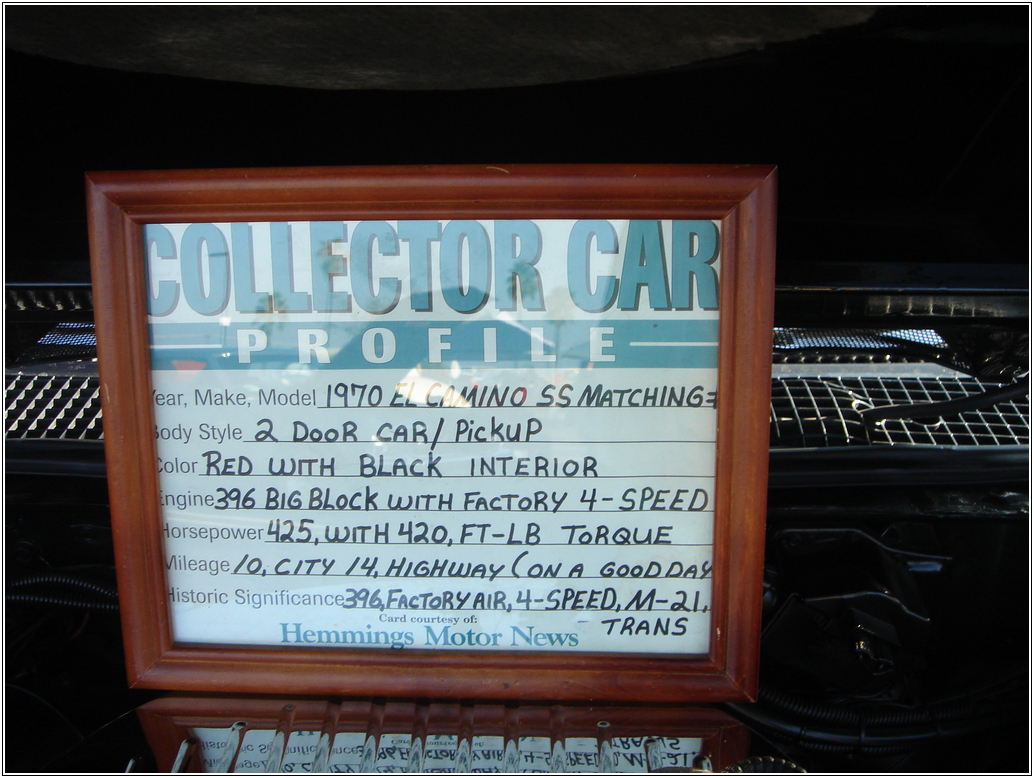 COLLECTOR CAR
PROFILE
Year, Make, Model 1970 EL CAMINO SS MATCHING#
Body Style 2 DOOR CAR/PICKUP
Color RED WITH BLACK INTERIOR
Engine 396 BIG BLOCK WITH FACTORY 4-SPEED
Horsepower 425, WITH 420, FT-LB TORQUE
Mileage 10, CITY 14, HIGHWAY (ON A GOOD DAY
Historic Significance 396, FACTORY AIR, 4-SPEED, M-21,
TRANS
Card courtesy of:
Hemmings Motor News